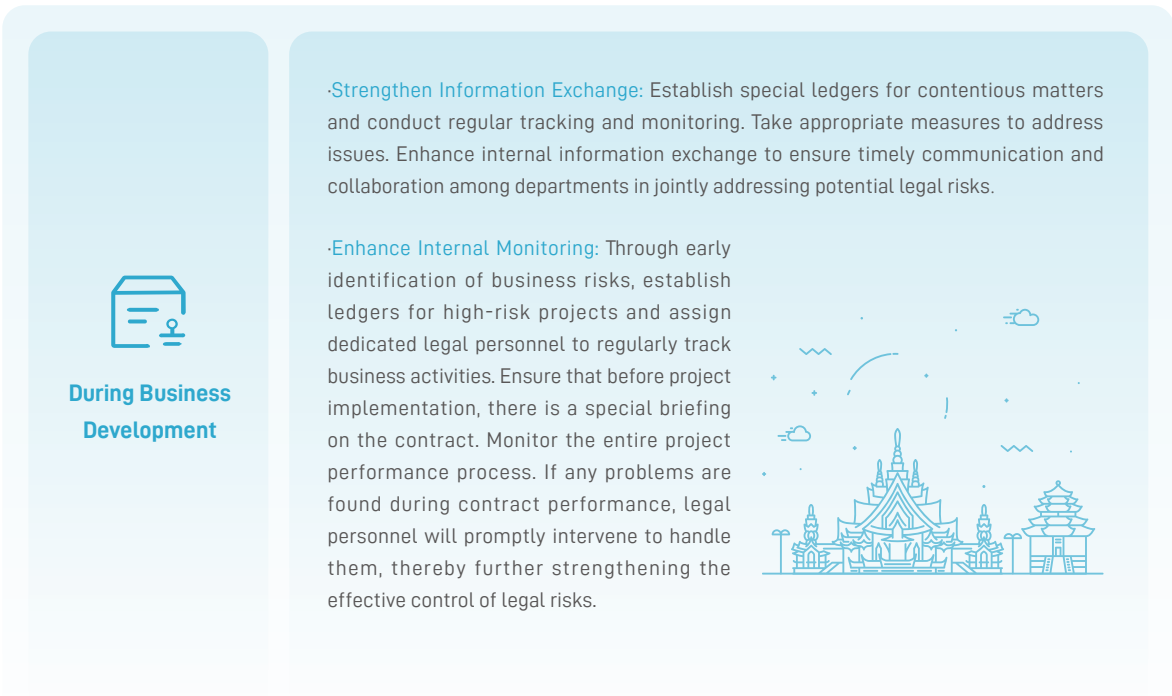 During Business
Development
·Strengthen Information Exchange: Establish special ledgers for contentious matters
and conduct regular tracking and monitoring. Take appropriate measures to address
issues. Enhance internal information exchange to ensure timely communication and
collaboration among departments in jointly addressing potential legal risks.
·Enhance Internal Monitoring: Through early
identification of business risks, establish
ledgers for high-risk projects and assign
dedicated legal personnel to regularly track
business activities. Ensure that before project
implementation, there is a special briefing
on the contract. Monitor the entire project
performance process. If any problems are
found during contract performance, legal
personnel will promptly intervene to handle
them, thereby further strengthening the
effective control of legal risks.